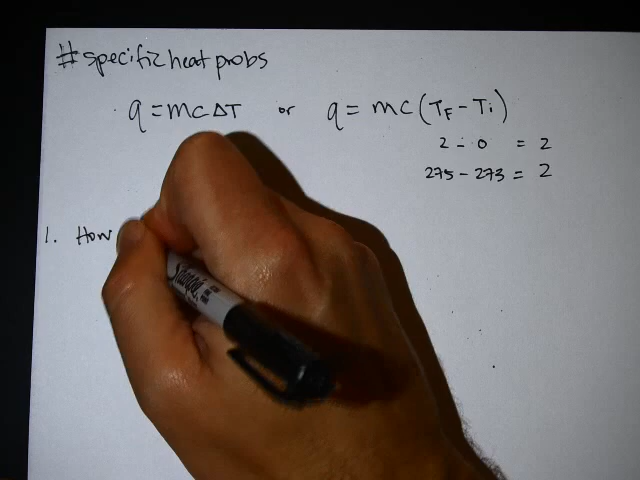 #specific heat probs
q = mcΔT or q = mc(TF - Ti)
2 - 0 = 2
275 - 273 = 2
1. How
Sharpie